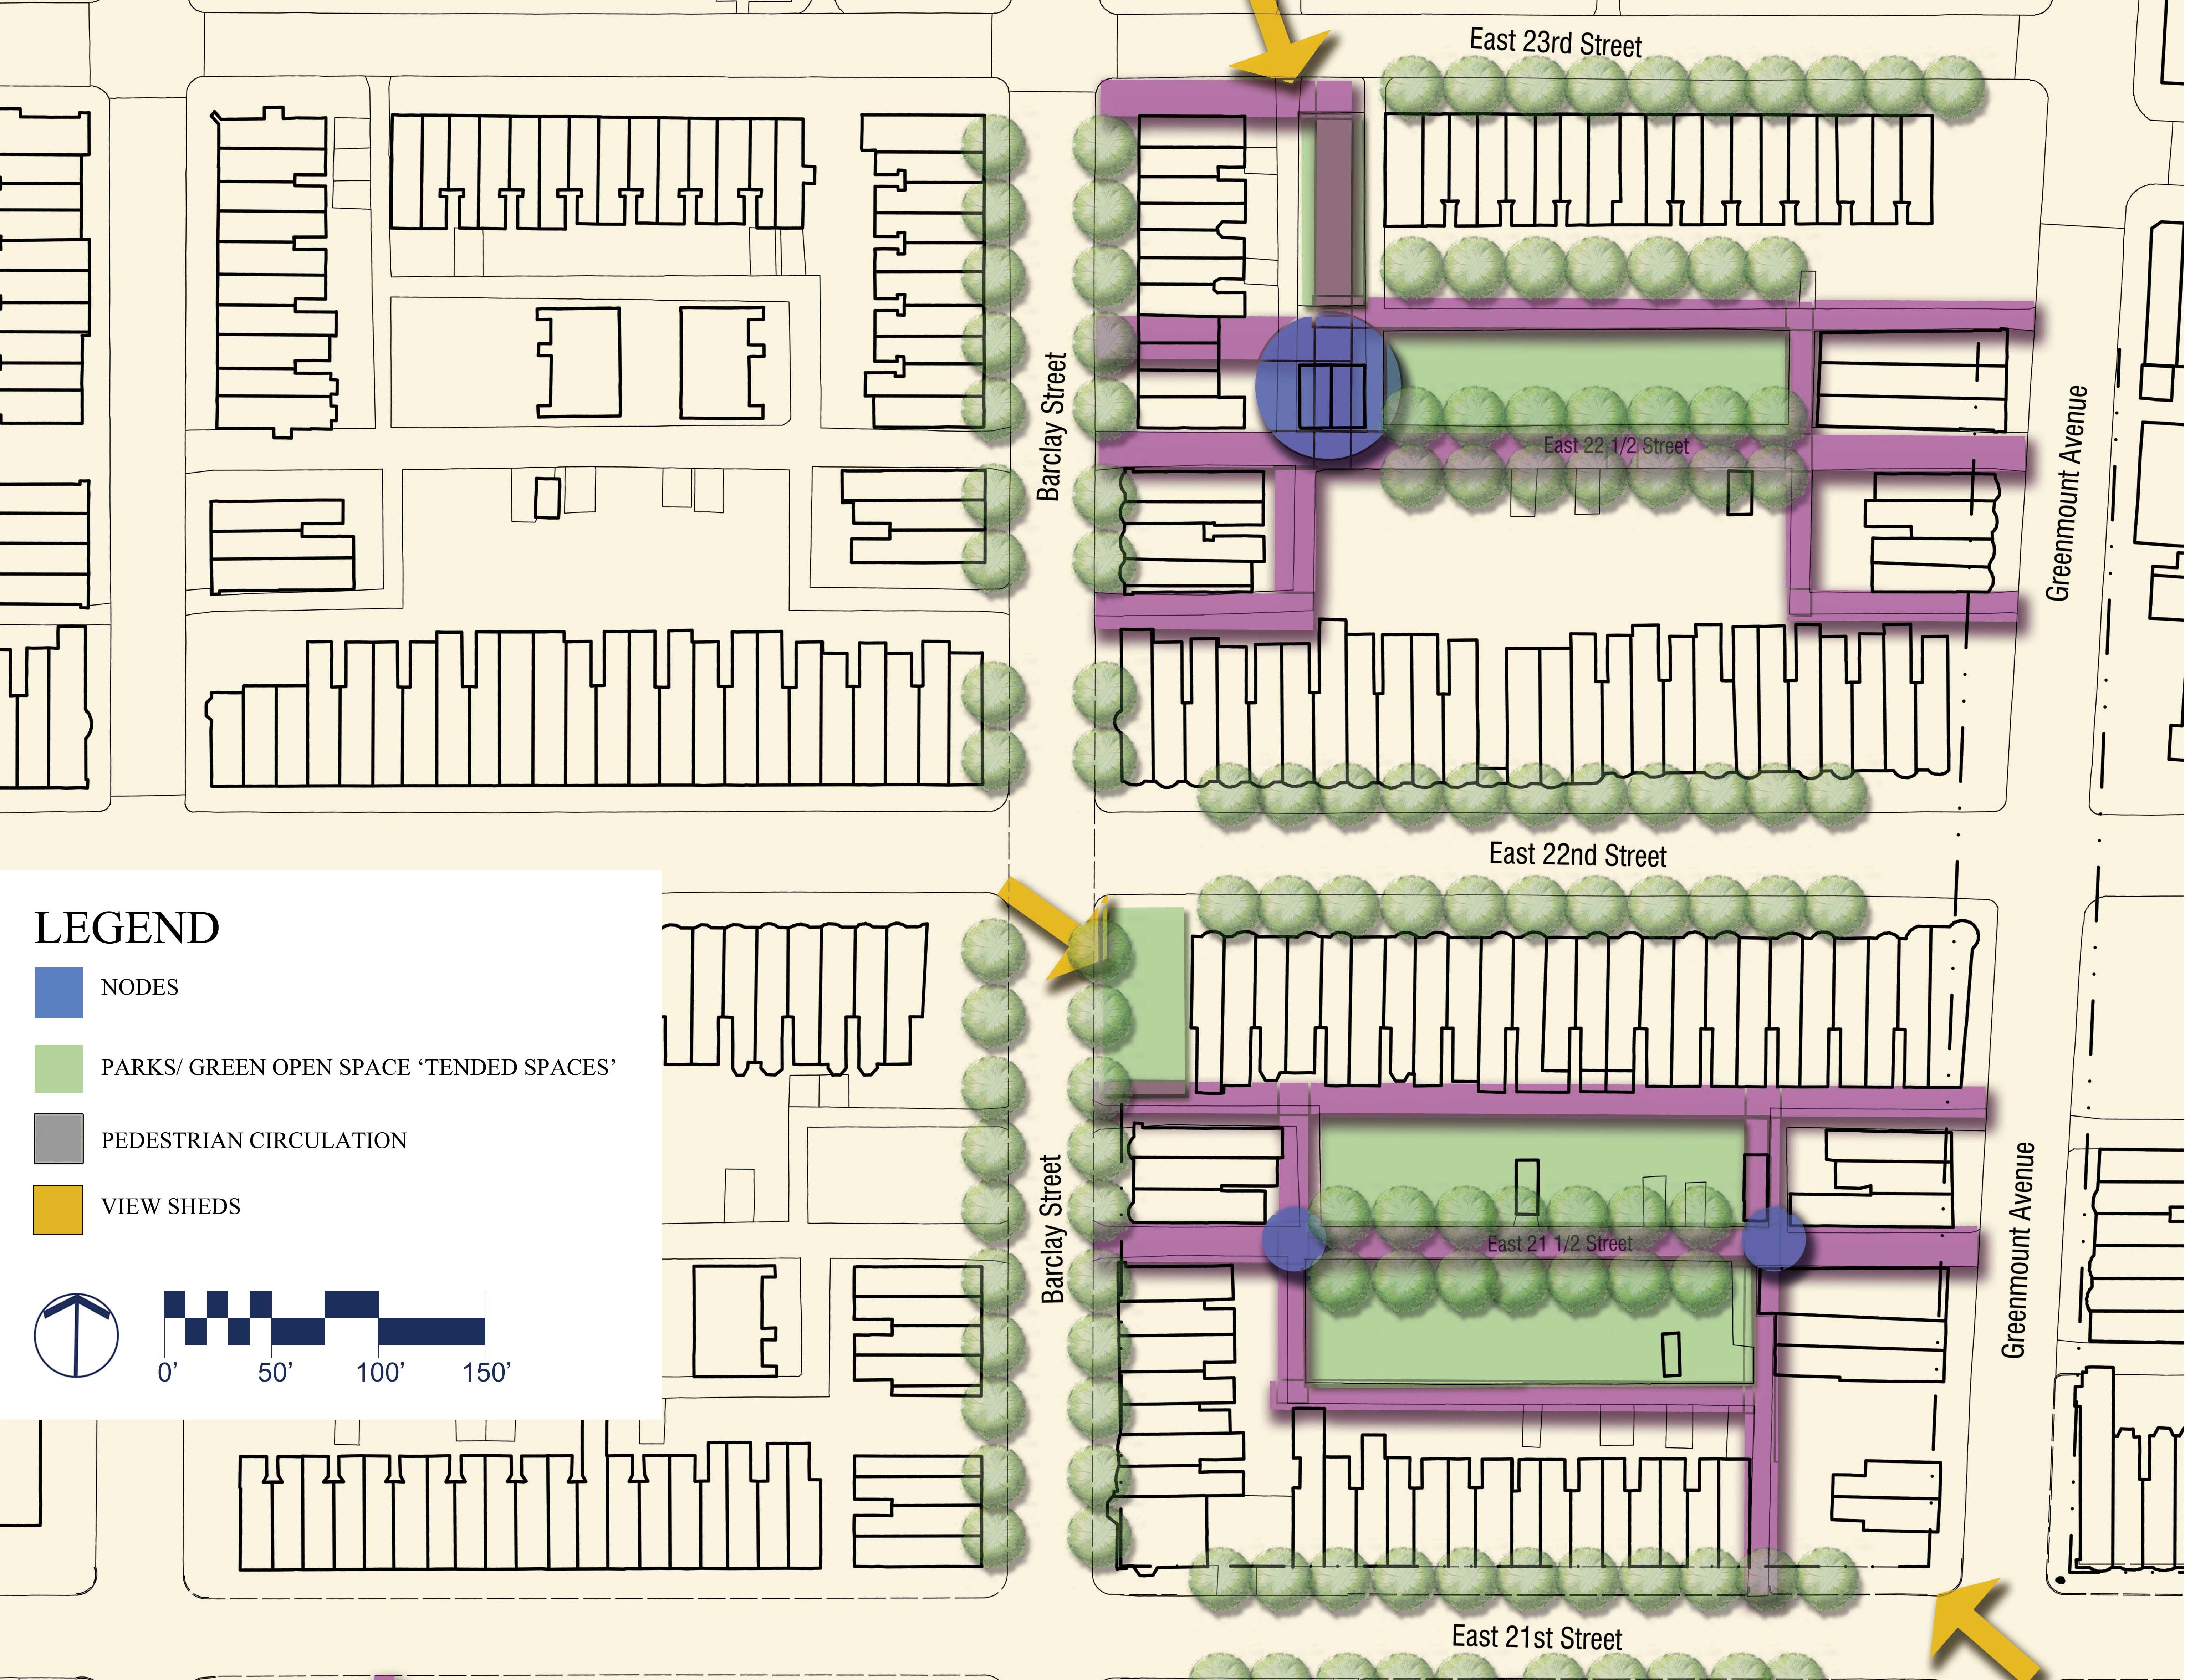 East 23rd Street
Barclay Street
East 22 1/2 Street
Greenmount Avenue
East 22nd Street
LEGEND
NODES
PARKS/ GREEN OPEN SPACE ‘TENDED SPACES’
PEDESTRIAN CIRCULATION
VIEW SHEDS
0’ 50’ 100’ 150’
Barclay Street
East 21 1/2 Street
Greenmount Avenue
East 21st Street